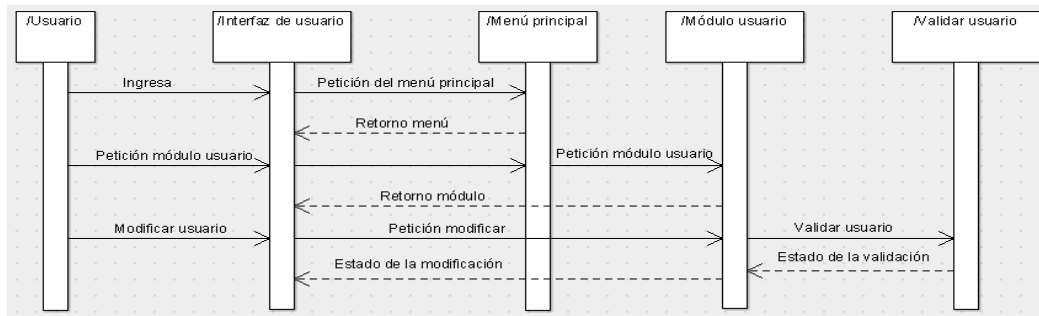 /Usuario
/Interfaz de usuario
/Menú principal
/Módulo usuario
/Validar usuario
Ingresa
Petición del menú principal
Retorno menú
Petición módulo usuario
Petición módulo usuario
Retorno módulo
Modificar usuario
Petición modificar
Validar usuario
Estado de la validación
Estado de la modificación